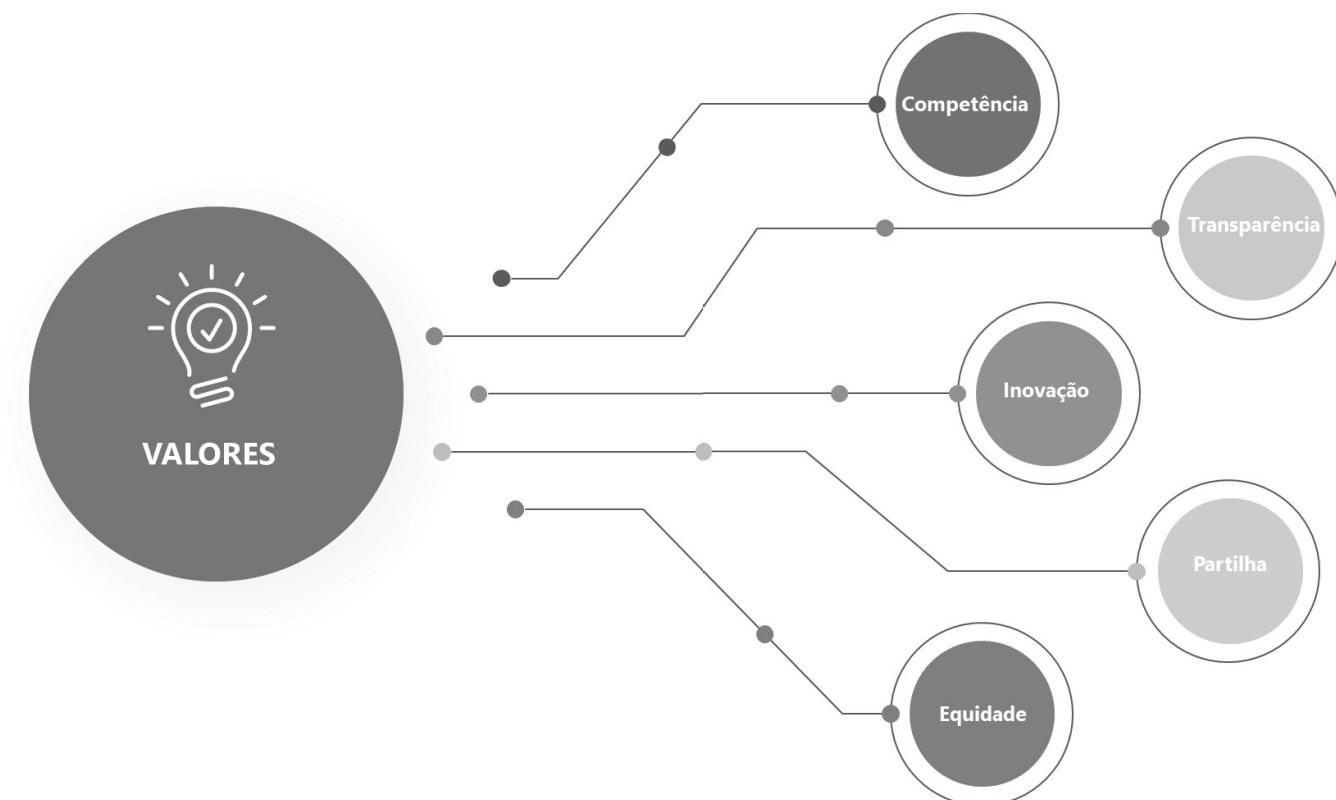 VALORES
Competência
Transparência
Inovação
Partilha
Equidade